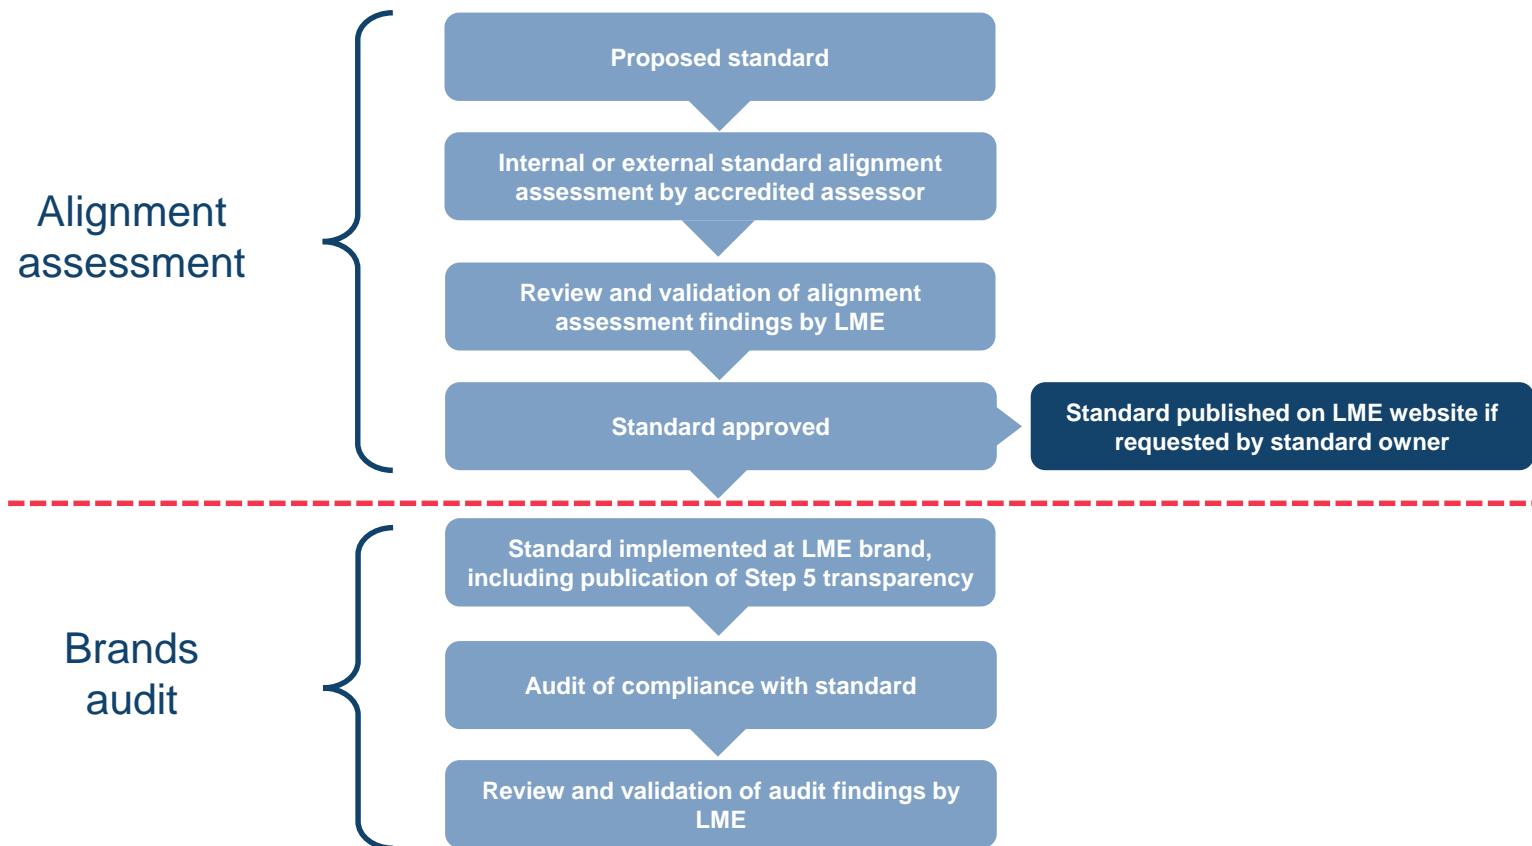 Proposed standard
Internal or external standard alignment
assessment by accredited assessor
Alignment
assessment
Review and validation of alignment
assessment findings by LME
Standard approved
Standard published on LME website if
requested by standard owner
Standard implemented at LME brand,
including publication of Step 5 transparency
Brands
audit
Audit of compliance with standard
Review and validation of audit findings by
LME